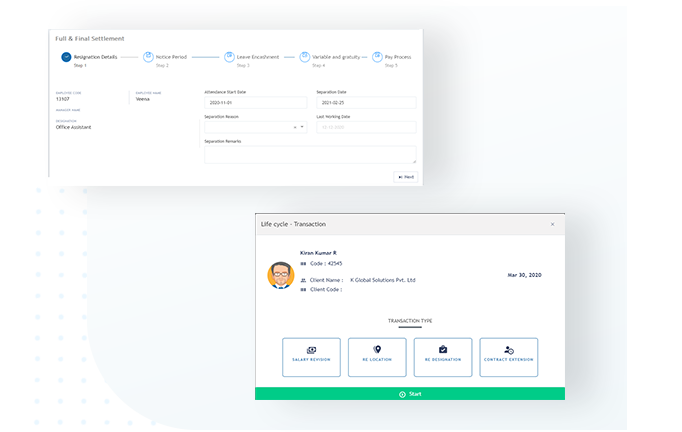 Full & Final Settlement
Resignation Details
Notice Period
Leave Encashment
Variable and gratuity
Pay Process
Step 1
Step 2
Step 3
Step 4
Step 5
EMPLOYEE CODE
EMPLOYEE NAME
Attendance Start Date
Separation Date
13107
Veena
2020-11-01
2021-02-25
MANAGER NAME
Separation Reason
Last Working Date
DESIGNATION
Office Assistant
Separation Remarks
Next
Life cycle - Transaction
×
Kiran Kumar R
Code : 42545
Mar 30, 2020
Client Name : K Global Solutions Pvt. Ltd
Client Code :
TRANSACTION TYPE
SALARY REVISION
RE LOCATION
RE DESIGNATION
CONTRACT EXTENSION
Start